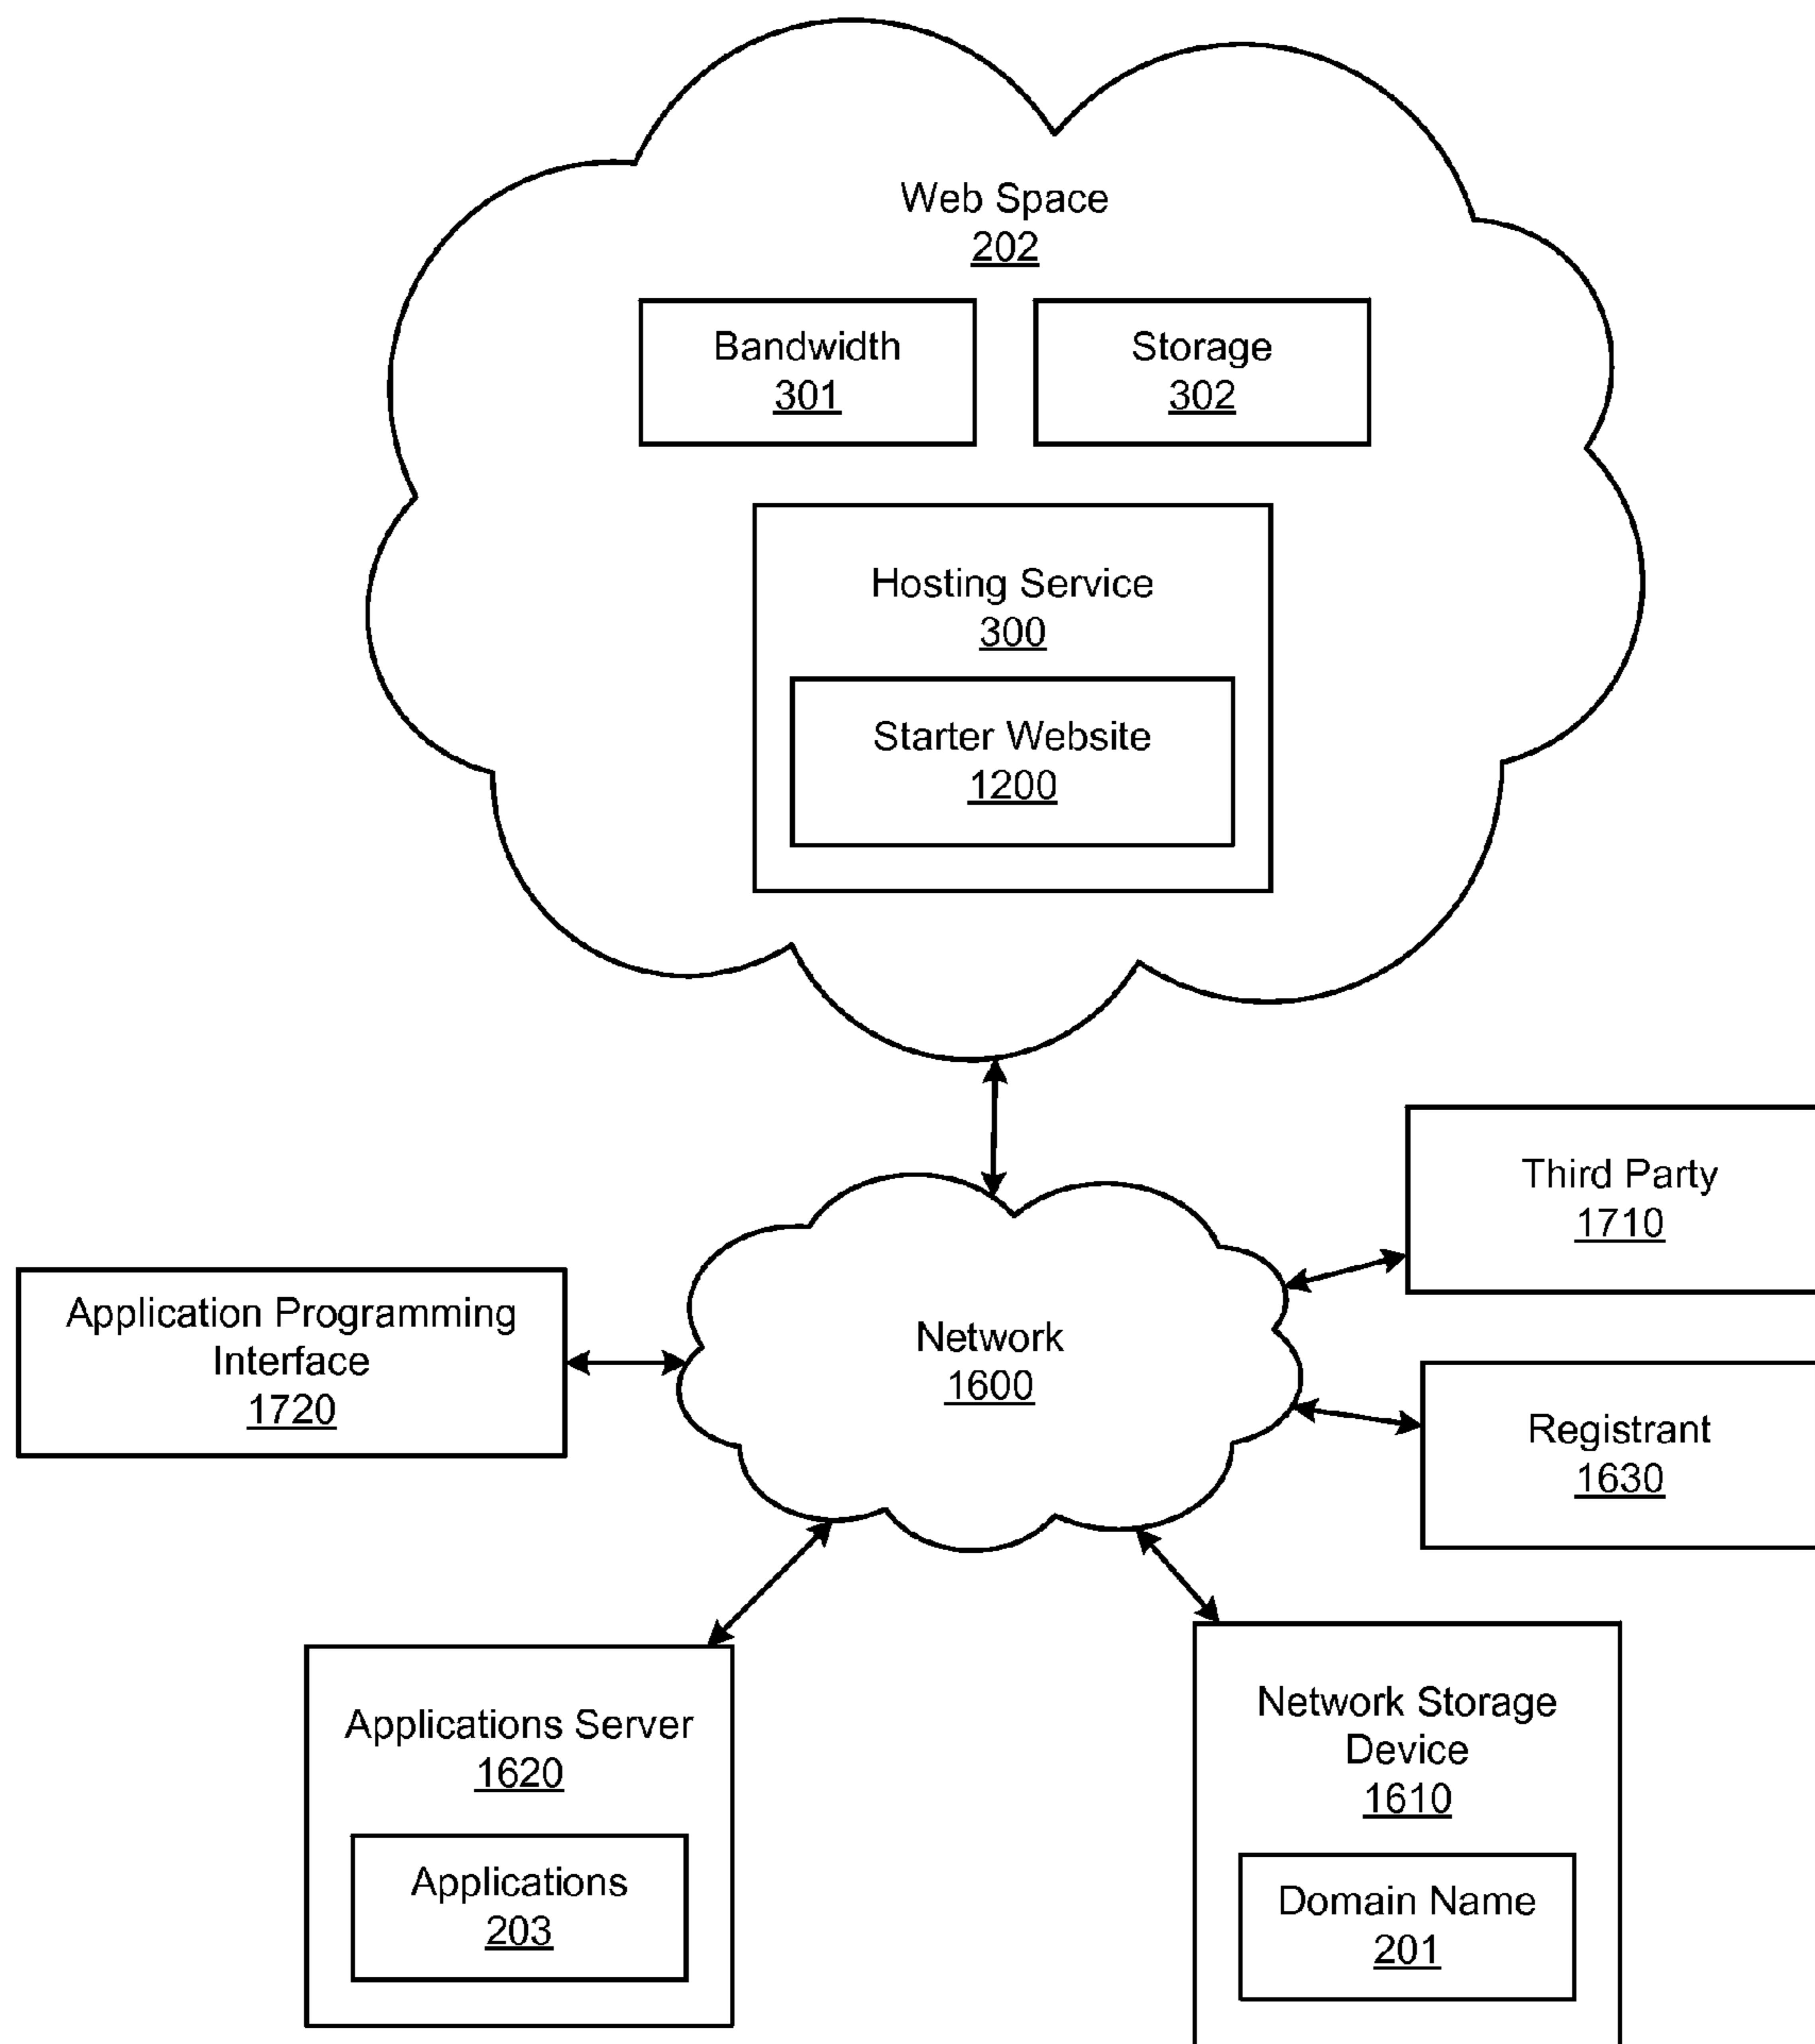 Web Space
202
Bandwidth
301
Storage
302
Hosting Service
300
Starter Website
1200
Third Party
1710
Application Programming
Interface
1720
Network
1600
Registrant
1630
Applications Server
1620
Applications
203
Network Storage
Device
1610
Domain Name
201